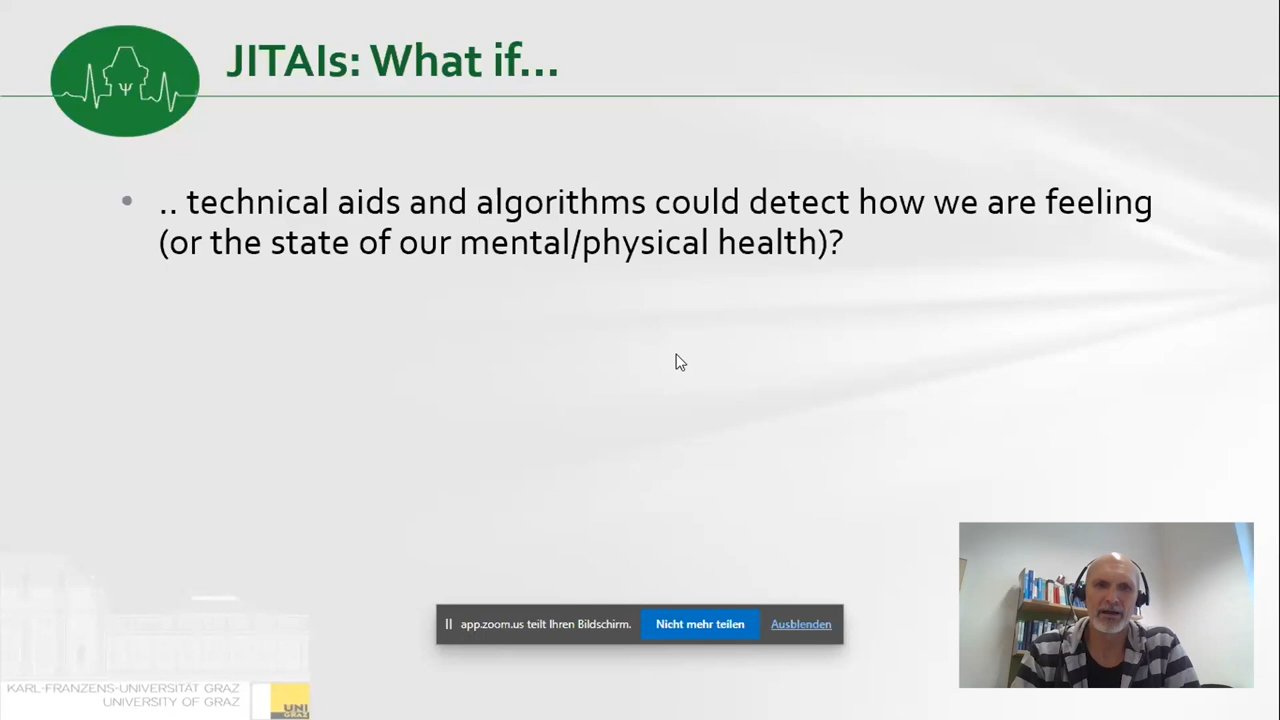 JITAIs: What if...
.. technical aids and algorithms could detect how we are feeling
(or the state of our mental/physical health)?
app.zoom.us teilt Ihren Bildschirm.
Nicht mehr teilen
Ausblenden
KARL-FRANZENS-UNIVERSITÄT GRAZ
UNIVERSITY OF GRAZ
UNI
GRAZ